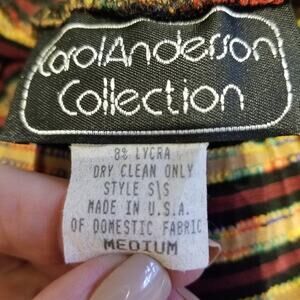 CarolAnderson
Collection
8% LYCRA
DRY CLEAN ONLY
STYLE S|S
MADE IN U.S.A.
OF DOMESTIC FABRIC
MEDIUM